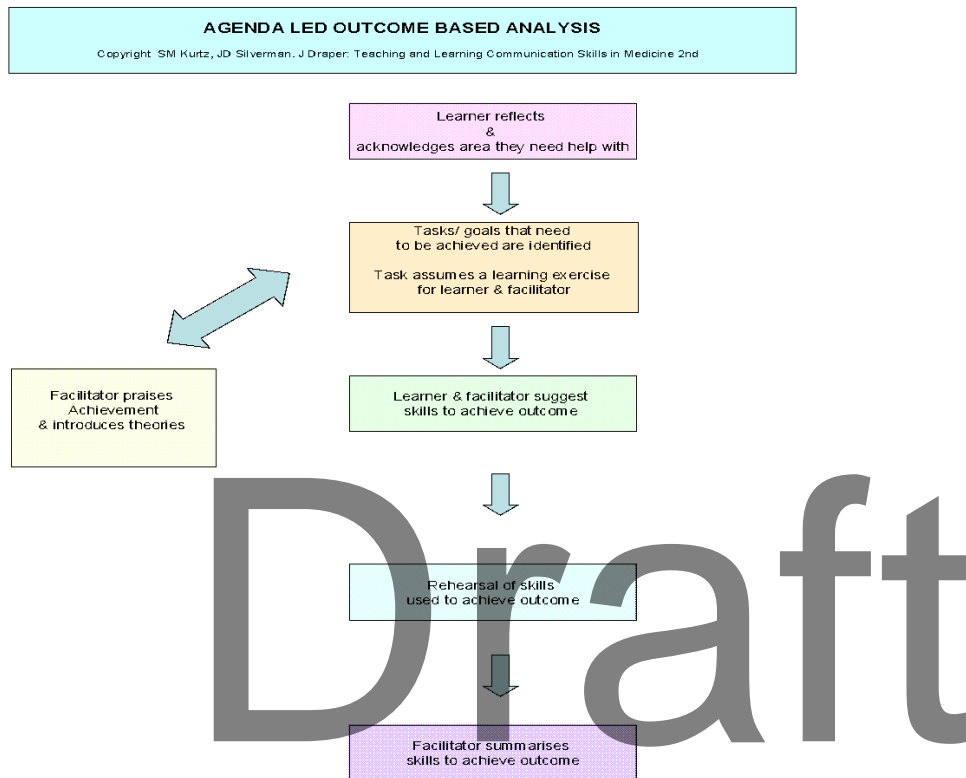 AGENDA LED OUTCOME BASED ANALYSIS
Copyright SM Kurtz, JD Silverman, J Draper: Teaching and Learning Communication Skills in Medicine 2nd
Learner reflects
&
acknowledges area they need help with
Tasks/ goals that need
to be achieved are identified
Task assumes a learning exercise
for learner & facilitator
Facilitator praises
Achievement
& introduces theories
Learner & facilitator suggest
skills to achieve outcome
Rehearsal of skills
used to achieve outcome
Facilitator summarises
skills to achieve outcome
Draft